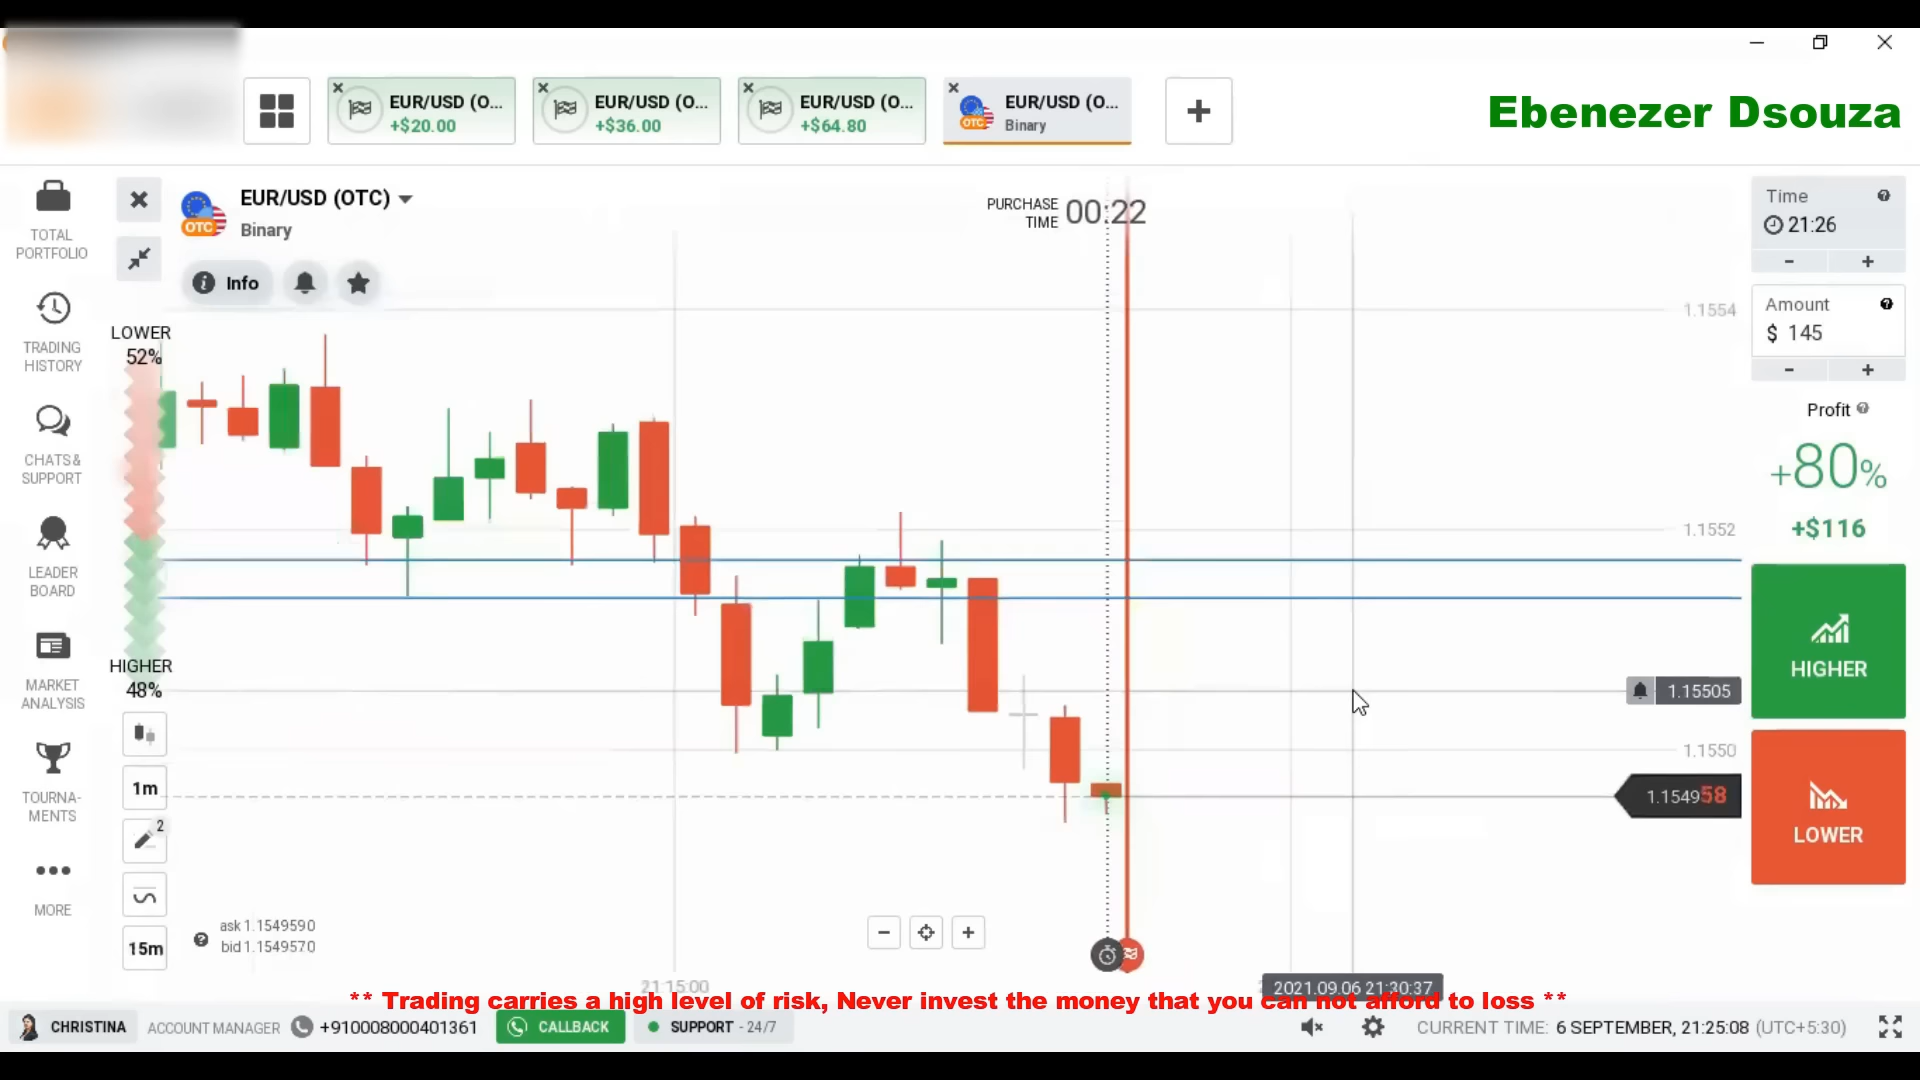 EUR/USD (O...
+$20.00
EUR/USD (O...
+$36.00
EUR/USD (O...
+$64.80
EUR/USD (O...
OTC
Binary
+
Ebenezer Dsouza
TOTAL
PORTFOLIO
TRADING
HISTORY
CHATS &
SUPPORT
LEADER
BOARD
MARKET
ANALYSIS
TOURNA-
MENTS
MORE
EUR/USD (OTC)
OTC
Binary
Info
PURCHASE
TIME
00:22
LOWER
52%
HIGHER
48%
1m
2
15m
ask 1.1549590
bid 1.1549570
1.1554
1.1552
1.15505
1.1550
1.154958
21:15:00
2021.09.06 21:30:37
Time
21:26
- +
Amount
$ 145
- +
Profit
+80%
+$116
HIGHER
LOWER
** Trading carries a high level of risk, Never invest the money that you can not afford to loss **
CHRISTINA ACCOUNT MANAGER +910008000401361 CALLBACK SUPPORT - 24/7
CURRENT TIME: 6 SEPTEMBER, 21:25:08 (UTC+5:30)